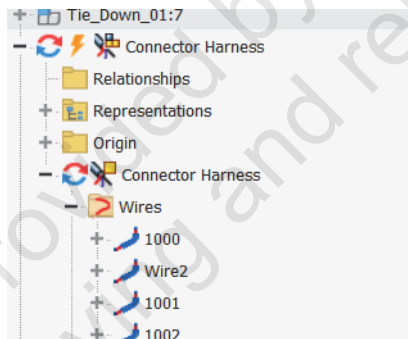 Tie_Down_01:7
Connector Harness
Relationships
Representations
Origin
Connector Harness
Wires
1000
Wire2
1001
1002